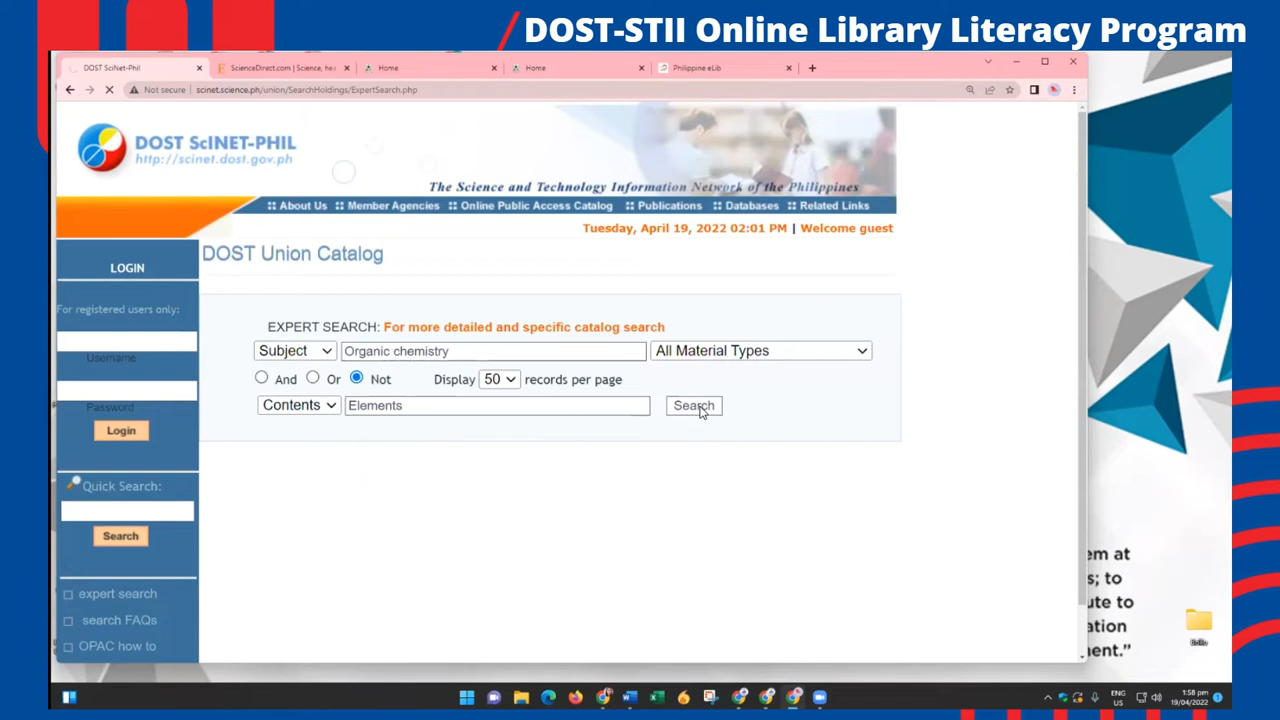 DOST-STII Online Library Literacy Program
DOST SciNet-Phil
ScienceDirect.com | Science, he
Home
Home
Philippine eLib
Not secure | scinet.science.ph/union/SearchHoldings/ExpertSearch.php
DOST SciNET-PHIL
http://scinet.dost.gov.ph
The Science and Technology Information Network of the Philippines
:: About Us :: Member Agencies :: Online Public Access Catalog :: Publications :: Databases :: Related Links
Tuesday, April 19, 2022 02:01 PM | Welcome guest
DOST Union Catalog
LOGIN
For registered users only:
Username
Password
Login
EXPERT SEARCH: For more detailed and specific catalog search
Subject Organic chemistry All Material Types
And Or Not Display 50 records per page
Contents Elements Search
Quick Search:
Search
expert search
search FAQs
OPAC how to
em at
s; to
ute to
ation
ment."
ENG
US
1:58 pm
19/04/2022